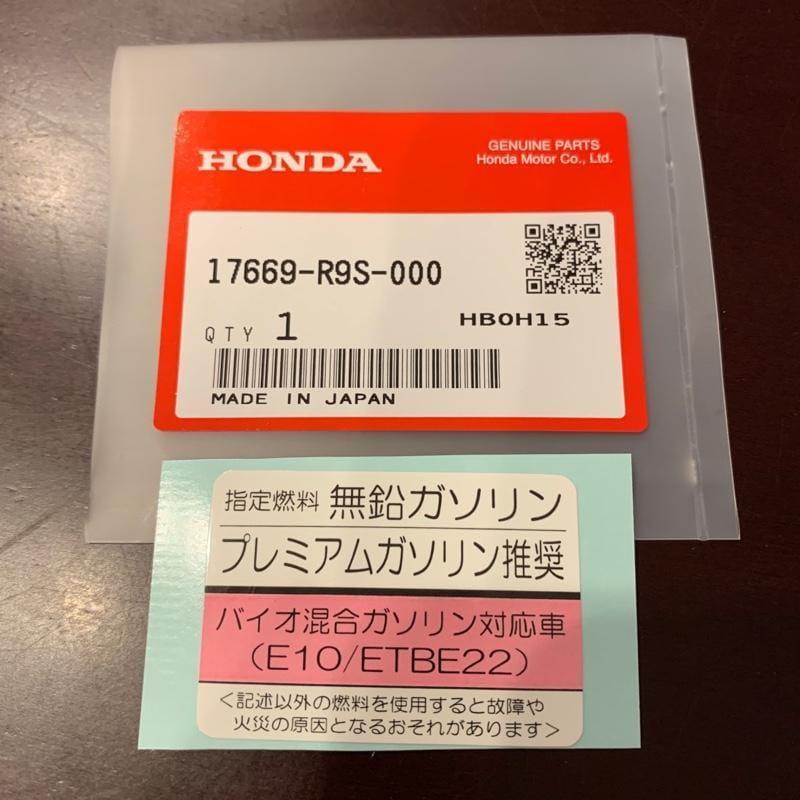 HONDA
GENUINE PARTS
Honda Motor Co., Ltd.
17669-R9S-000
HB0H15
QTY 1
MADE IN JAPAN
指定燃料 無鉛ガソリン
プレミアムガソリン推奨
バイオ混合ガソリン対応車
(E10/ETBE22)
<記述以外の燃料を使用すると故障や
火災の原因となるおそれがあります>